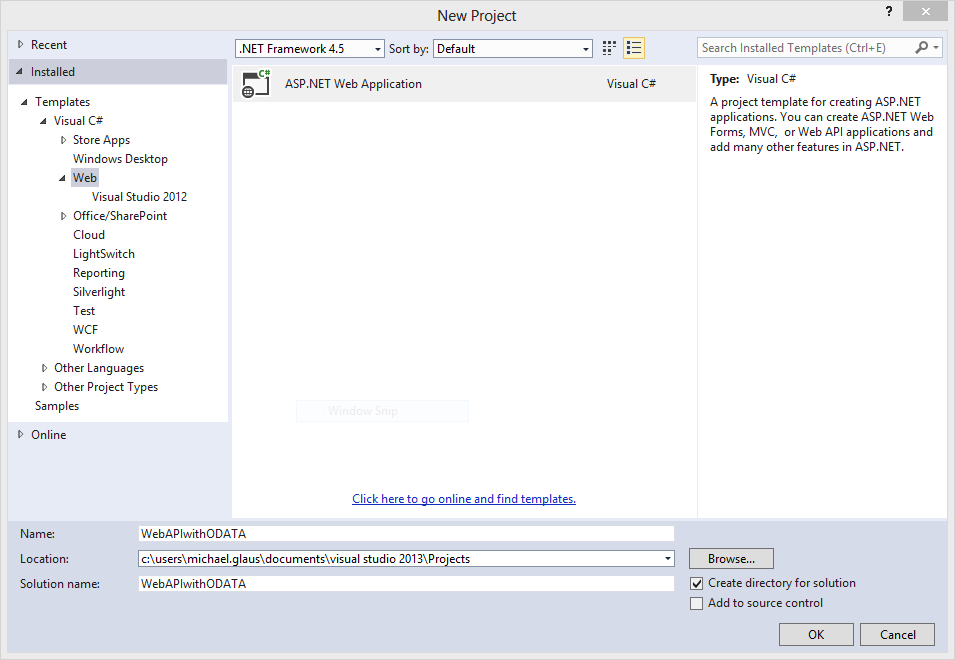 New Project
?
Recent
.NET Framework 4.5
Sort by:
Default
Search Installed Templates (Ctrl+E)
Installed
Templates
Visual C#
Store Apps
Windows Desktop
Web
Visual Studio 2012
Office/SharePoint
Cloud
LightSwitch
Reporting
Silverlight
Test
WCF
Workflow
Other Languages
Other Project Types
Samples
Online
C#
ASP.NET Web Application
Visual C#
Window Snip
Click here to go online and find templates.
Type: Visual C#
A project template for creating ASP.NET
applications. You can create ASP.NET Web
Forms, MVC, or Web API applications and
add many other features in ASP.NET.
Name:
WebAPIwithODATA
Location:
c:\users\michael.glaus\documents\visual studio 2013\Projects
Browse...
Solution name:
WebAPIwithODATA
Create directory for solution
Add to source control
OK
Cancel